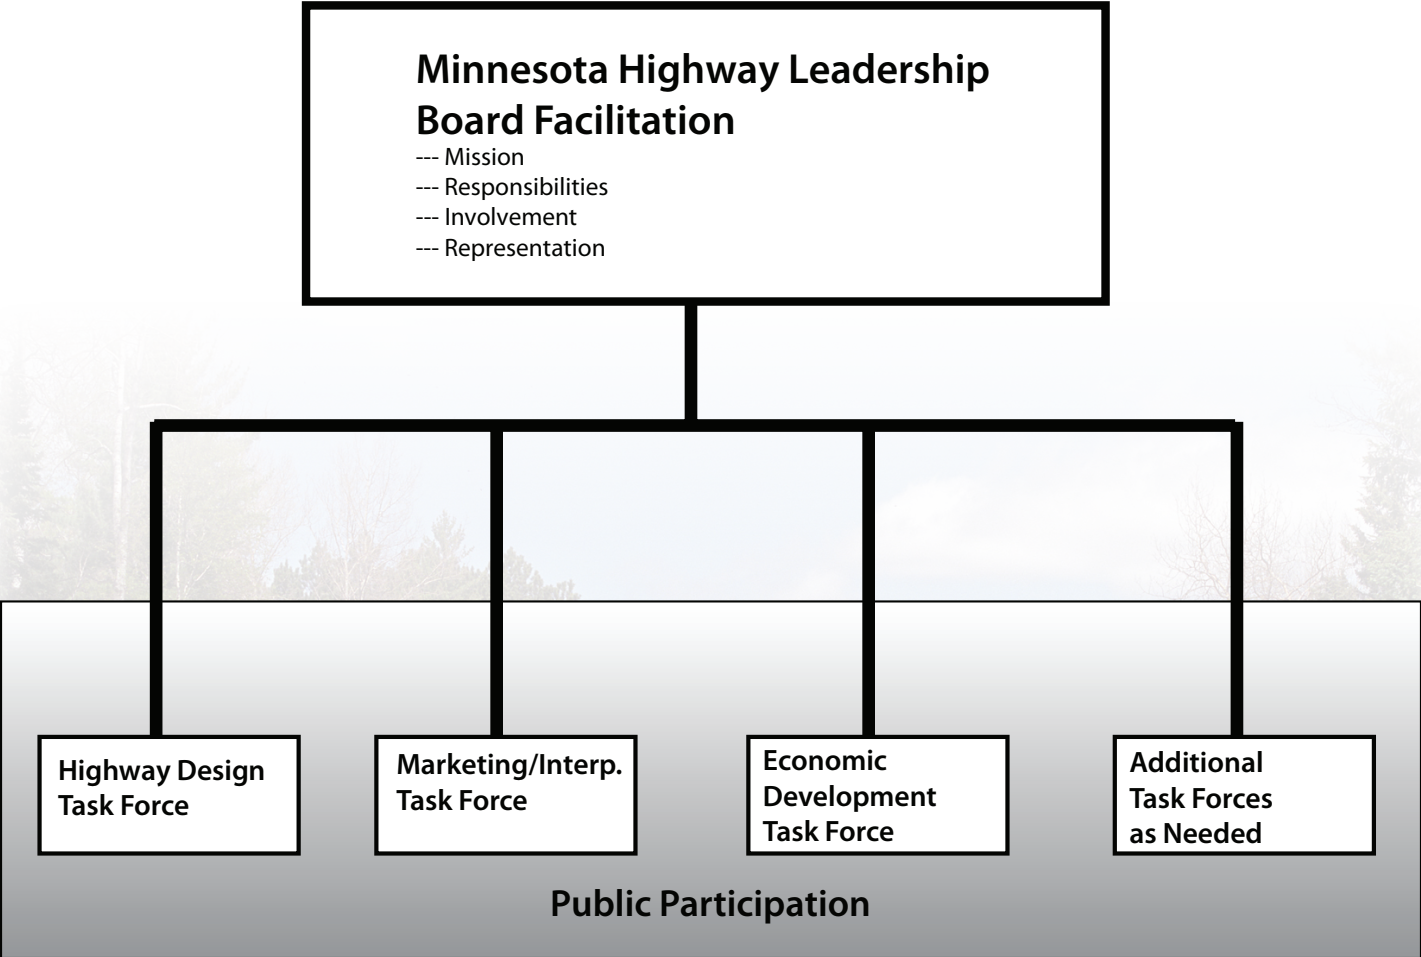 Minnesota Highway Leadership
Board Facilitation
--- Mission
--- Responsibilities
--- Involvement
--- Representation
Highway Design
Task Force
Marketing/Interp.
Task Force
Economic
Development
Task Force
Additional
Task Forces
as Needed
Public Participation